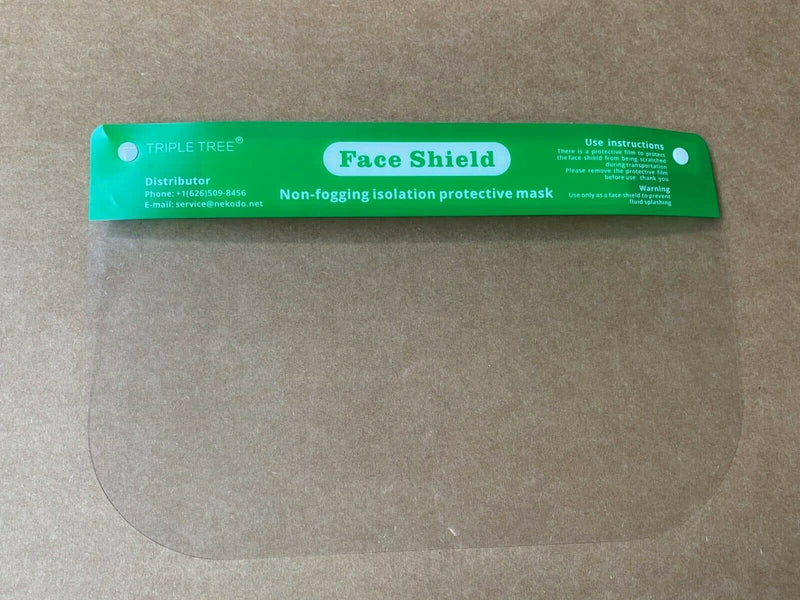 TRIPLE TREE®
Distributor
Phone: +1(626)509-8456
E-mail: service@nekodo.net
Face Shield
Non-fogging isolation protective mask
Use instructions
There is a protective film to protect
the face shield from being scratched
during transportation
Please remove the protective film
before use thank you
Warning
Use only as a face shield to prevent
fluid splashing